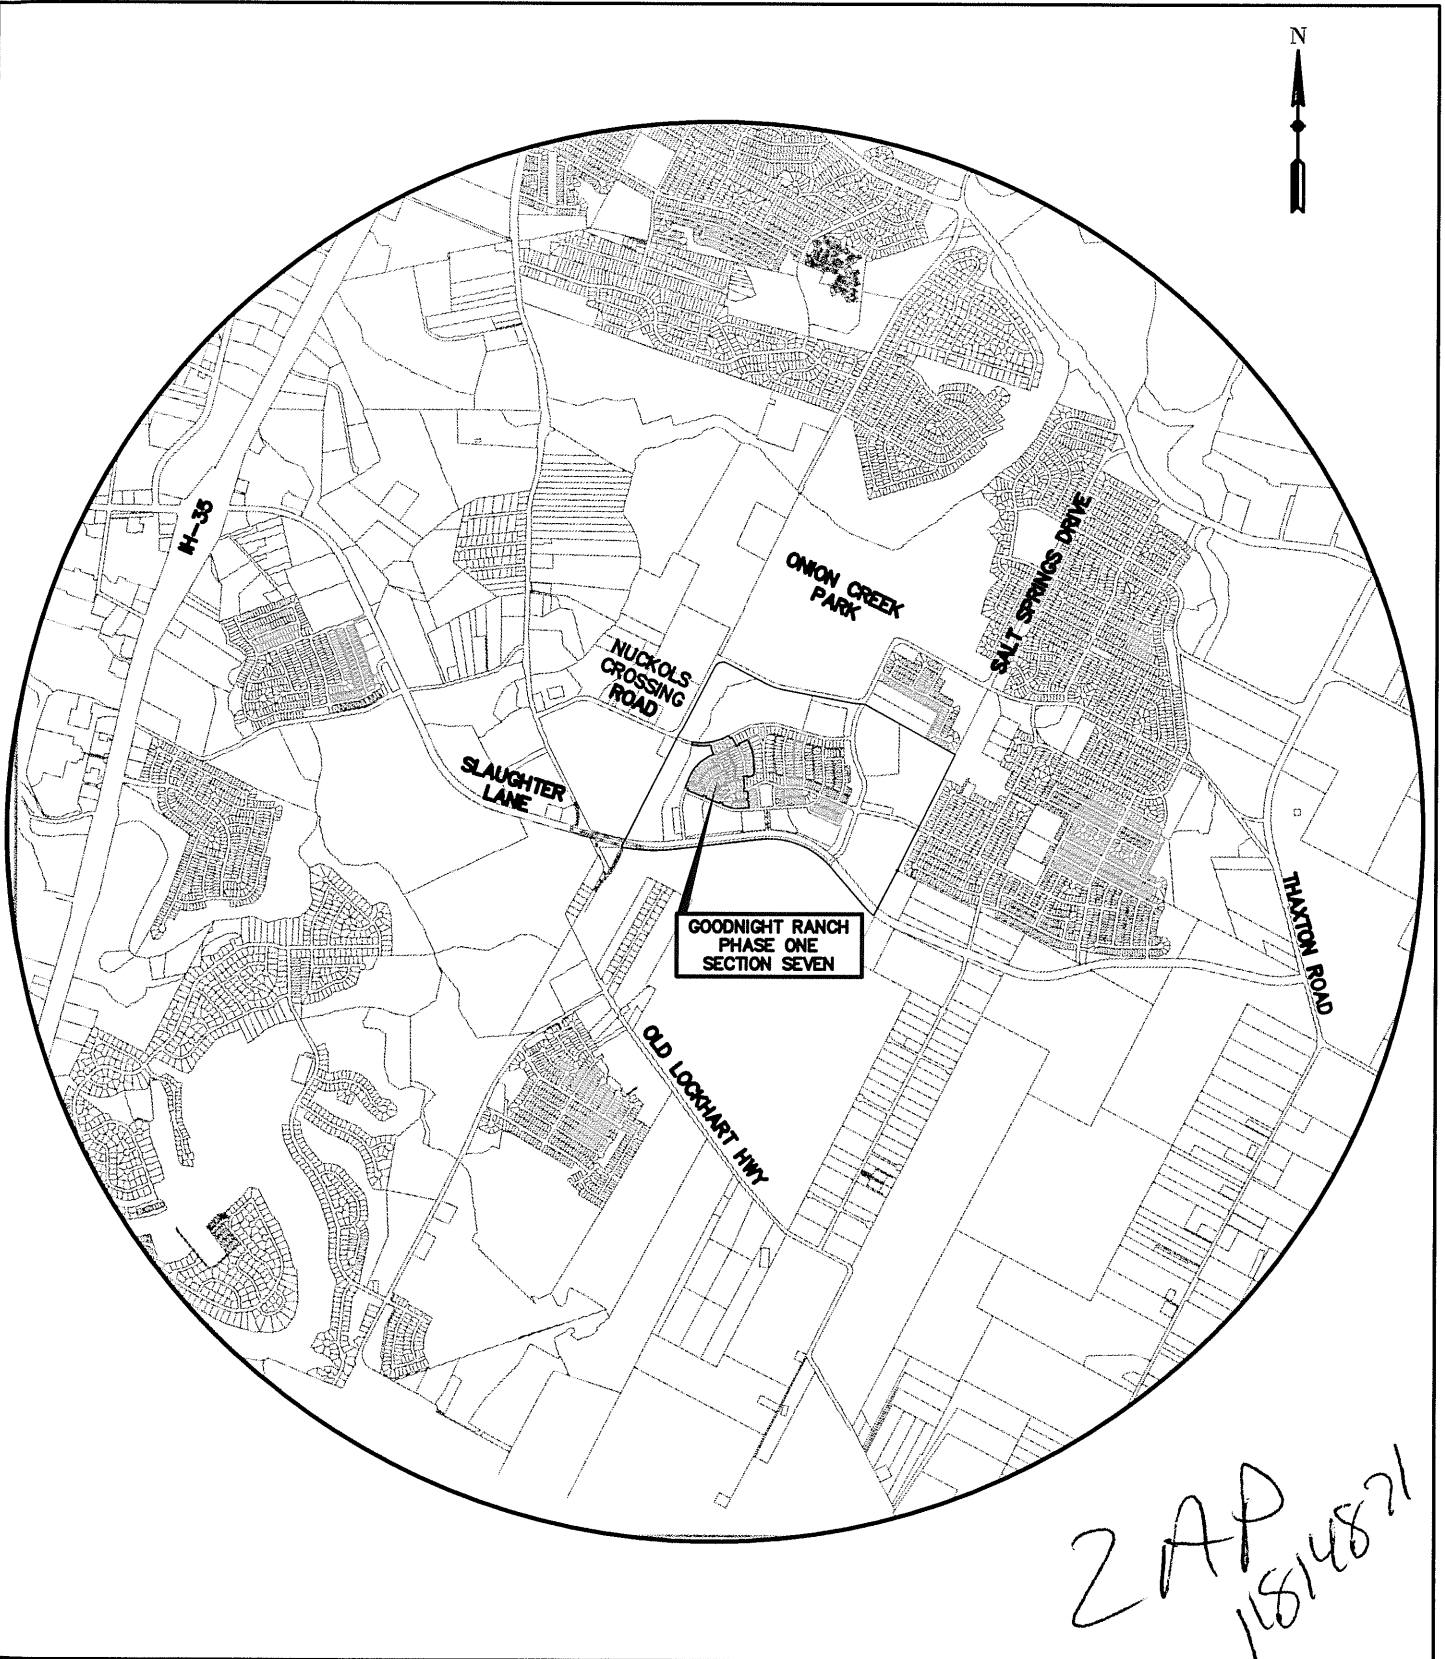 N
IH-35
ONION CREEK
PARK
SALT SPRINGS DRIVE
NUCKOLS
CROSSING
ROAD
SLAUGHTER
LANE
THAXTON ROAD
GOODNIGHT RANCH
PHASE ONE
SECTION SEVEN
OLD LOCKHART HWY
ZAP
11814871